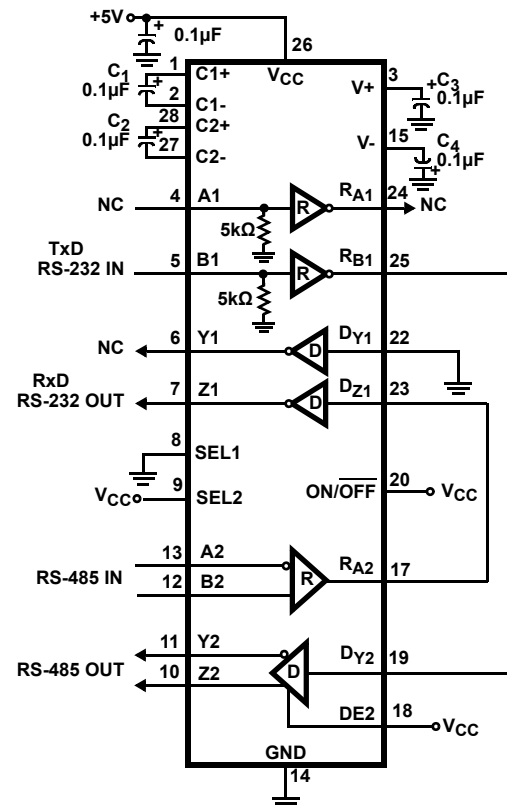 +5V
0.1µF
26
VCC
1 C1+
C1 0.1µF
2 C1-
28 C2+
C2 0.1µF
27 C2-
3 V+
+ C3 0.1µF
15 V-
C4 0.1µF +
NC 4 A1 R RA1 24 NC
5kΩ
TxD
RS-232 IN 5 B1 R RB1 25
5kΩ
NC 6 Y1 D DY1 22
RxD
RS-232 OUT 7 Z1 D DZ1 23
8 SEL1
VCC 9 SEL2
ON/OFF 20 VCC
RS-485 IN
13 A2
12 B2
R RA2 17
RS-485 OUT
11 Y2
10 Z2
D DY2 19
DE2 18 VCC
GND
14